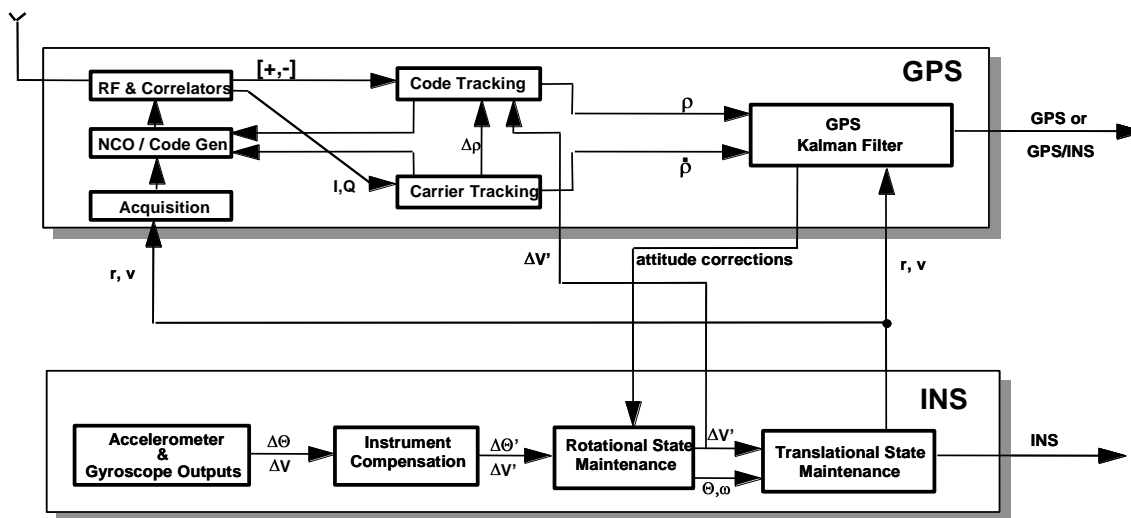 GPS
[+,-]
RF & Correlators
Code Tracking
ρ
GPS
Kalman Filter
GPS or
GPS/INS
NCO / Code Gen
Δρ
ρ̇
I,Q
Carrier Tracking
Acquisition
r, v
ΔV’
attitude corrections
r, v
INS
Accelerometer
&
Gyroscope Outputs
ΔΘ
ΔV
Instrument
Compensation
ΔΘ’
ΔV’
Rotational State
Maintenance
ΔV’
Θ,ω
Translational State
Maintenance
INS